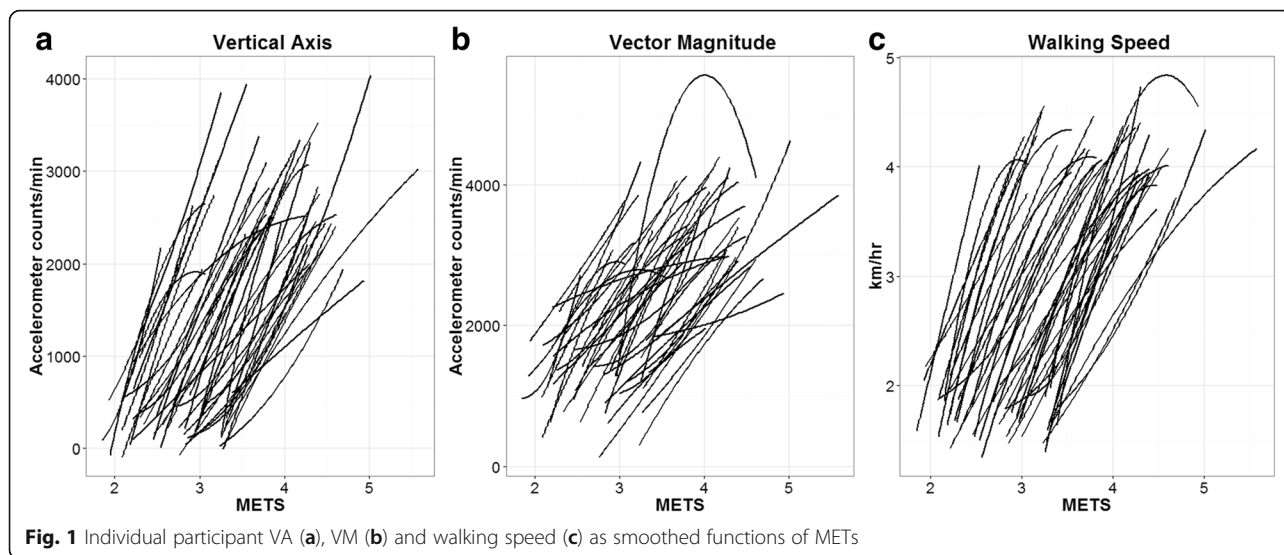 a
Vertical Axis
Accelerometer counts/min
4000
3000
2000
1000
0
2 3 4 5
METS
b
Vector Magnitude
Accelerometer counts/min
4000
2000
0
2 3 4 5
METS
c
Walking Speed
km/hr
5
4
3
2
2 3 4 5
METS
Fig. 1 Individual participant VA (a), VM (b) and walking speed (c) as smoothed functions of METs